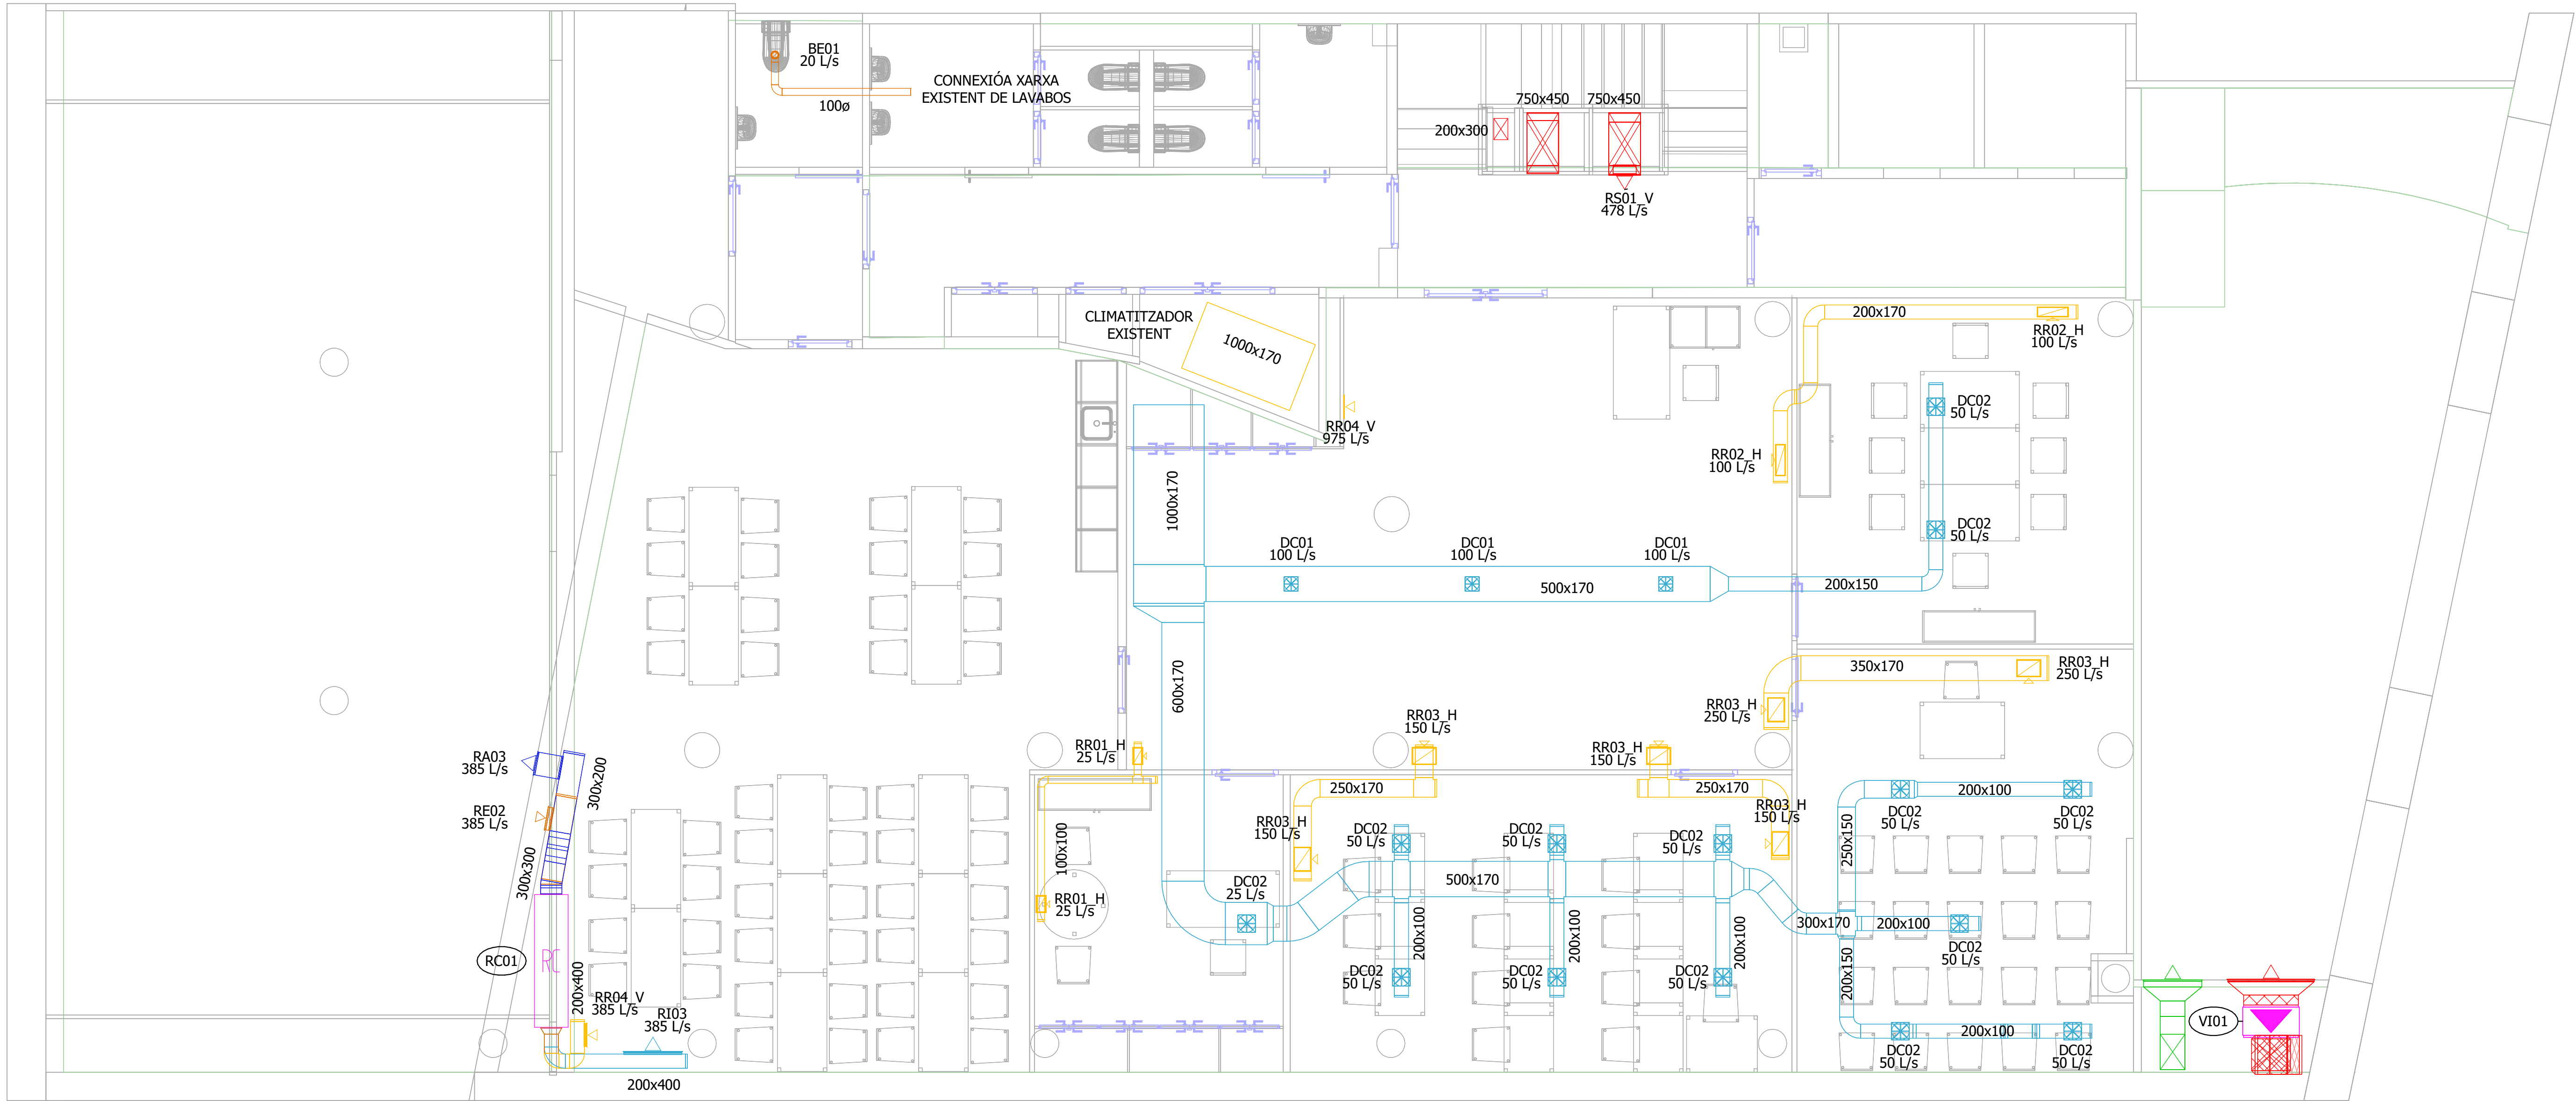 BE01
20 L/s
CONNEXIÓA XARXA
EXISTENT DE LAVABOS
100ø
750x450
750x450
200x300
RS01_V
478 L/s
CLIMATITZADOR
EXISTENT
1000x170
200x170
RR02_H
100 L/s
DC02
50 L/s
RR04_V
975 L/s
RR02_H
100 L/s
1000x170
DC02
50 L/s
DC01
100 L/s
DC01
100 L/s
DC01
100 L/s
500x170
200x150
600x170
350x170
RR03_H
250 L/s
RR03_H
250 L/s
RR03_H
150 L/s
RR01_H
25 L/s
RR03_H
150 L/s
RA03
385 L/s
300x200
250x170
250x170
200x100
RE02
385 L/s
RR03_H
150 L/s
RR03_H
150 L/s
DC02
50 L/s
DC02
50 L/s
DC02
50 L/s
DC02
50 L/s
DC02
50 L/s
250x150
100x100
300x300
DC02
25 L/s
500x170
RR01_H
25 L/s
200x100
200x100
200x100
300x170
200x100
DC02
50 L/s
RC01
RC
200x400
DC02
50 L/s
DC02
50 L/s
DC02
50 L/s
200x150
RR04_V
385 L/s
RI03
385 L/s
VI01
200x100
DC02
50 L/s
DC02
50 L/s
200x400